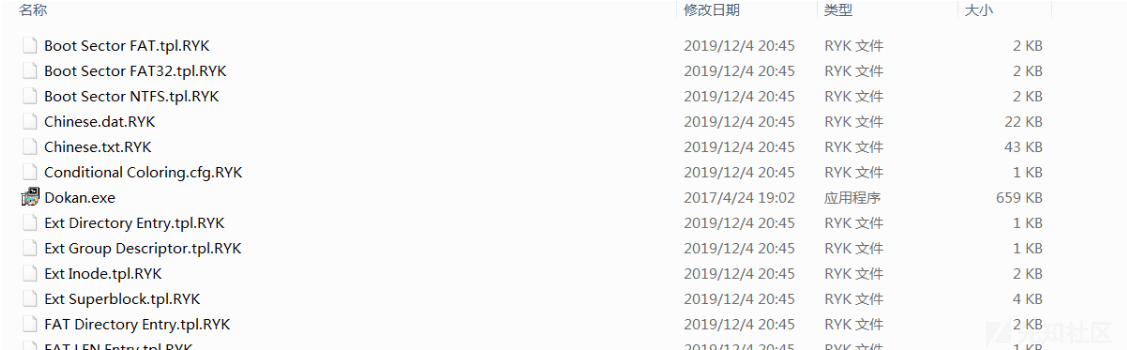 名称 修改日期 类型 大小
Boot Sector FAT.tpl.RYK 2019/12/4 20:45 RYK 文件 2 KB
Boot Sector FAT32.tpl.RYK 2019/12/4 20:45 RYK 文件 2 KB
Boot Sector NTFS.tpl.RYK 2019/12/4 20:45 RYK 文件 2 KB
Chinese.dat.RYK 2019/12/4 20:45 RYK 文件 22 KB
Chinese.txt.RYK 2019/12/4 20:45 RYK 文件 43 KB
Conditional Coloring.cfg.RYK 2019/12/4 20:45 RYK 文件 1 KB
Dokan.exe 2017/4/24 19:02 应用程序 659 KB
Ext Directory Entry.tpl.RYK 2019/12/4 20:45 RYK 文件 1 KB
Ext Group Descriptor.tpl.RYK 2019/12/4 20:45 RYK 文件 1 KB
Ext Inode.tpl.RYK 2019/12/4 20:45 RYK 文件 2 KB
Ext Superblock.tpl.RYK 2019/12/4 20:45 RYK 文件 4 KB
FAT Directory Entry.tpl.RYK 2019/12/4 20:45 RYK 文件 2 KB
FAT LFN Entry.tpl.RYK 2019/12/4 20:45 RYK 文件 1 KB
先知社区